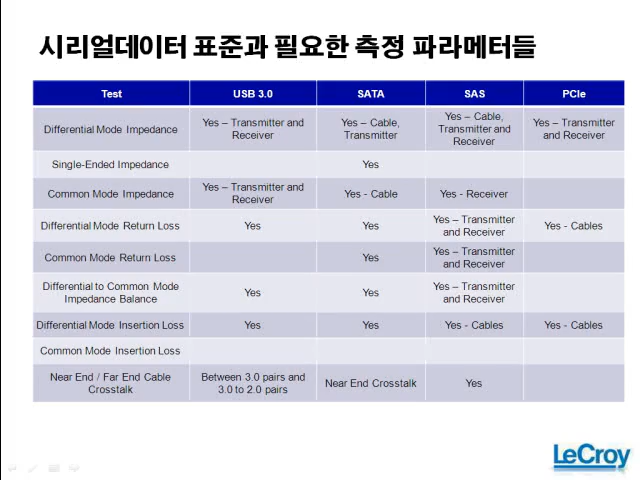 시리얼데이터 표준과 필요한 측정 파라메터들
Test USB 3.0 SATA SAS PCIe
Differential Mode Impedance Yes – Transmitter and Receiver Yes – Cable, Transmitter Yes – Cable, Transmitter and Receiver Yes – Transmitter and Receiver
Single-Ended Impedance Yes
Common Mode Impedance Yes – Transmitter and Receiver Yes - Cable Yes - Receiver
Differential Mode Return Loss Yes Yes Yes – Transmitter and Receiver Yes - Cables
Common Mode Return Loss Yes Yes – Transmitter and Receiver
Differential to Common Mode Impedance Balance Yes Yes Yes – Transmitter and Receiver
Differential Mode Insertion Loss Yes Yes Yes - Cables Yes - Cables
Common Mode Insertion Loss
Near End / Far End Cable Crosstalk Between 3.0 pairs and 3.0 to 2.0 pairs Near End Crosstalk Yes
LeCroy